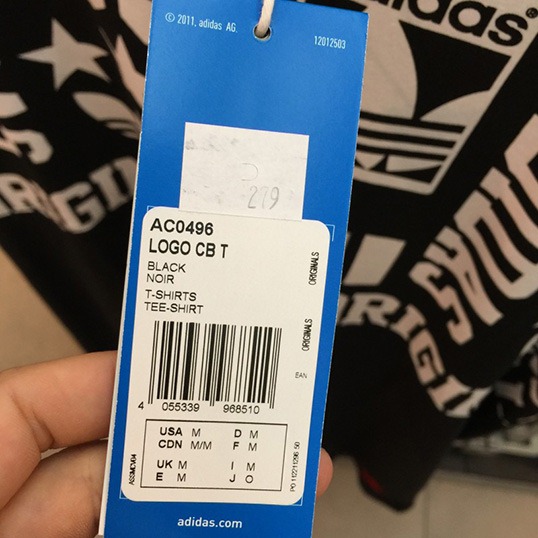 © 2011, adidas AG.
12012503
adidas
279
AC0496
LOGO CB T
BLACK
NOIR
T-SHIRTS
TEE-SHIRT
ORIGINALS
ORIGINALS
EAN
4 055339 968510
USA M D M
CDN M/M F M
UK M I M
E M J O
adidas.com